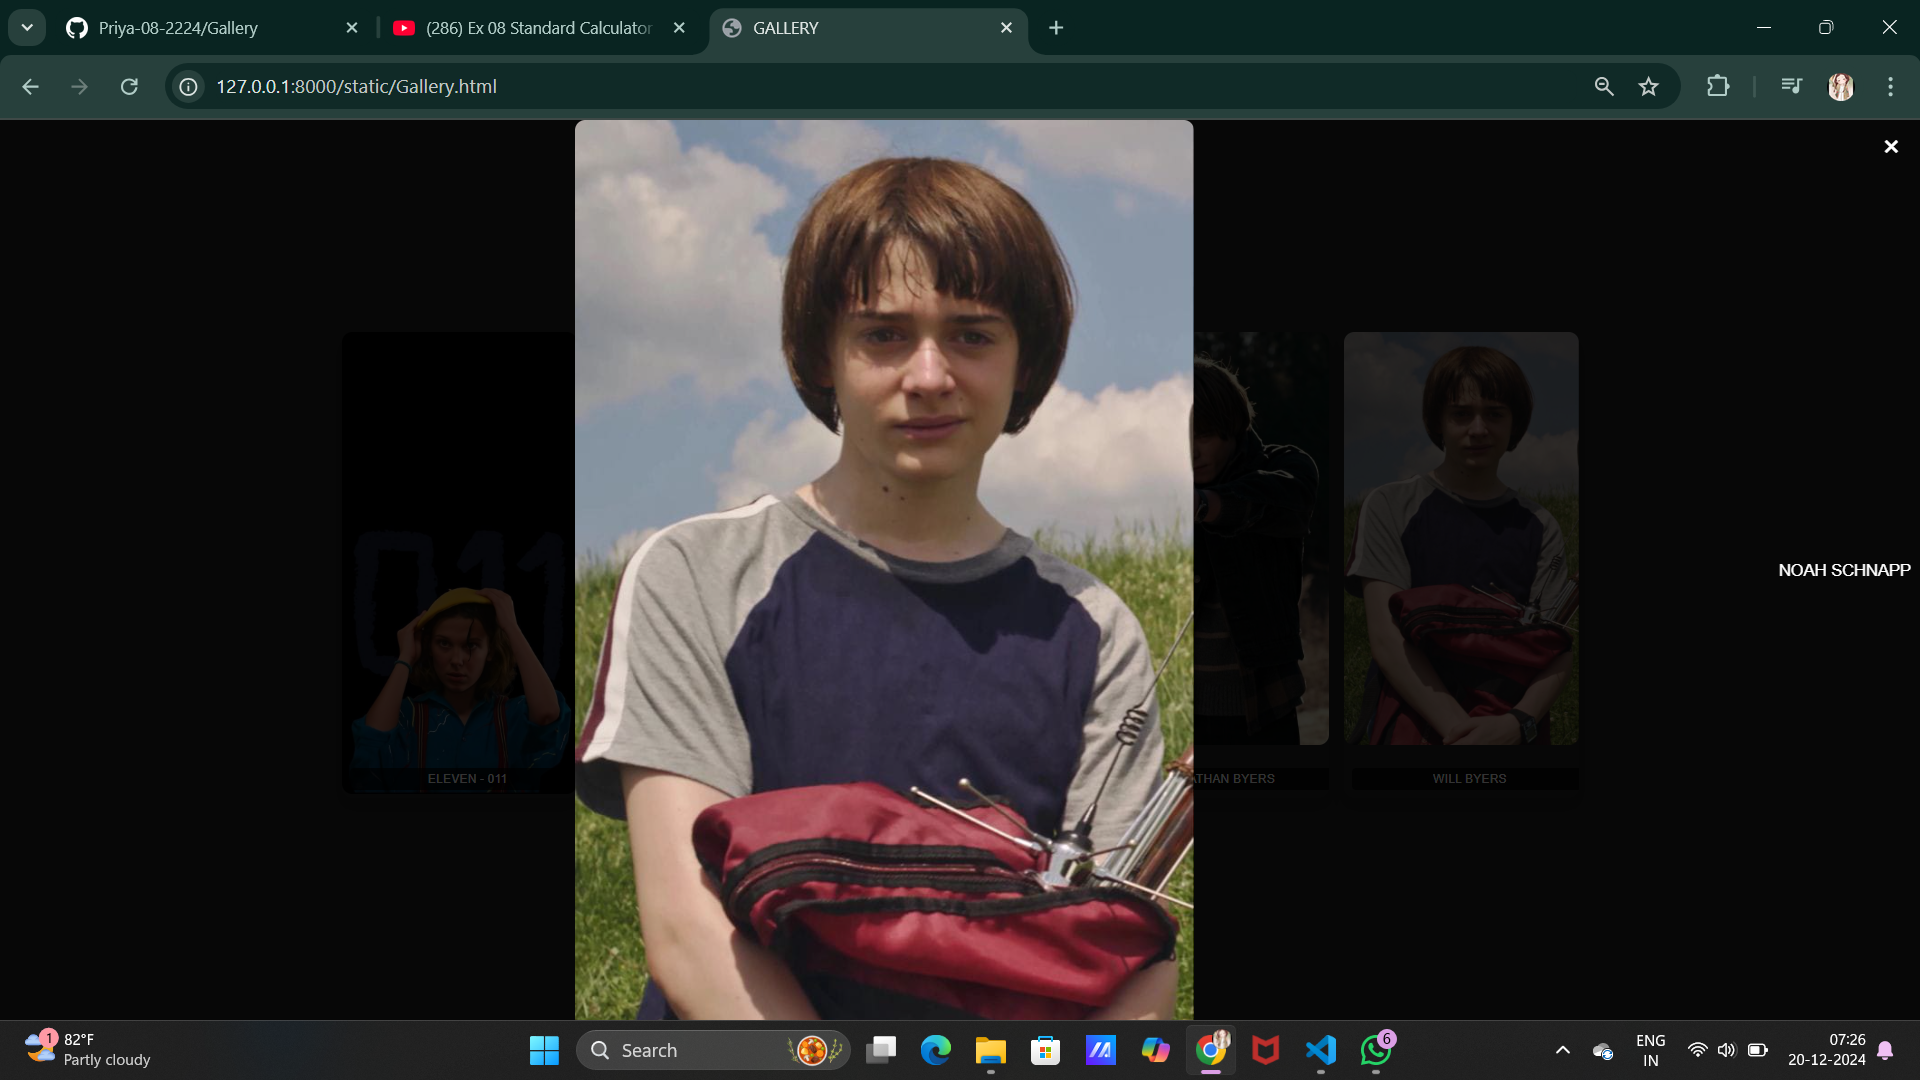 Priya-08-2224/Gallery
(286) Ex 08 Standard Calculator
GALLERY
127.0.0.1:8000/static/Gallery.html
NOAH SCHNAPP
011
ELEVEN - 011
THAN BYERS
WILL BYERS
1
82°F
Partly cloudy
Search
6
ENG
IN
07:26
20-12-2024